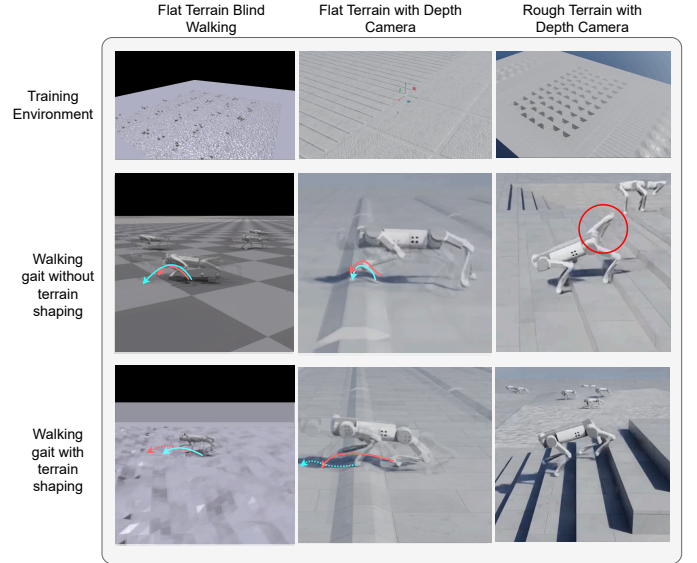 Flat Terrain Blind
Walking
Flat Terrain with Depth
Camera
Rough Terrain with
Depth Camera
Training
Environment
Walking
gait without
terrain
shaping
Walking
gait with
terrain
shaping